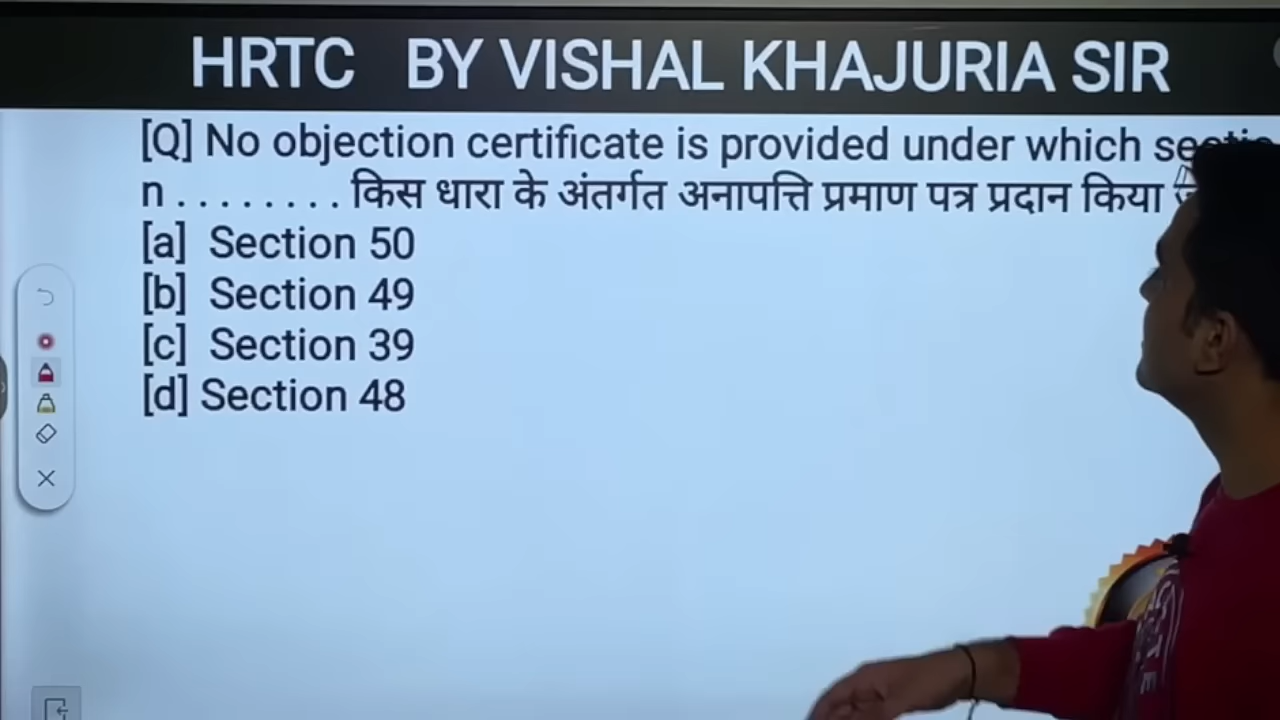 HRTC BY VISHAL KHAJURIA SIR
[Q] No objection certificate is provided under which sectio
n . . . . . . . . किस धारा के अंतर्गत अनापत्ति प्रमाण पत्र प्रदान किया
[a] Section 50
[b] Section 49
[c] Section 39
[d] Section 48